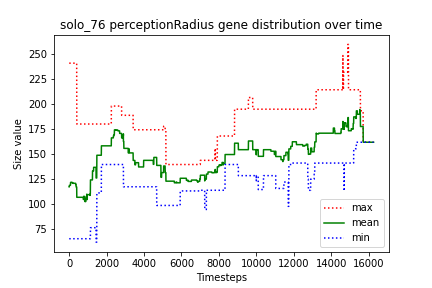 solo_76 perceptionRadius gene distribution over time
Size value
250
225
200
175
150
125
100
75
max
mean
min
0 2000 4000 6000 8000 10000 12000 14000 16000
Timesteps